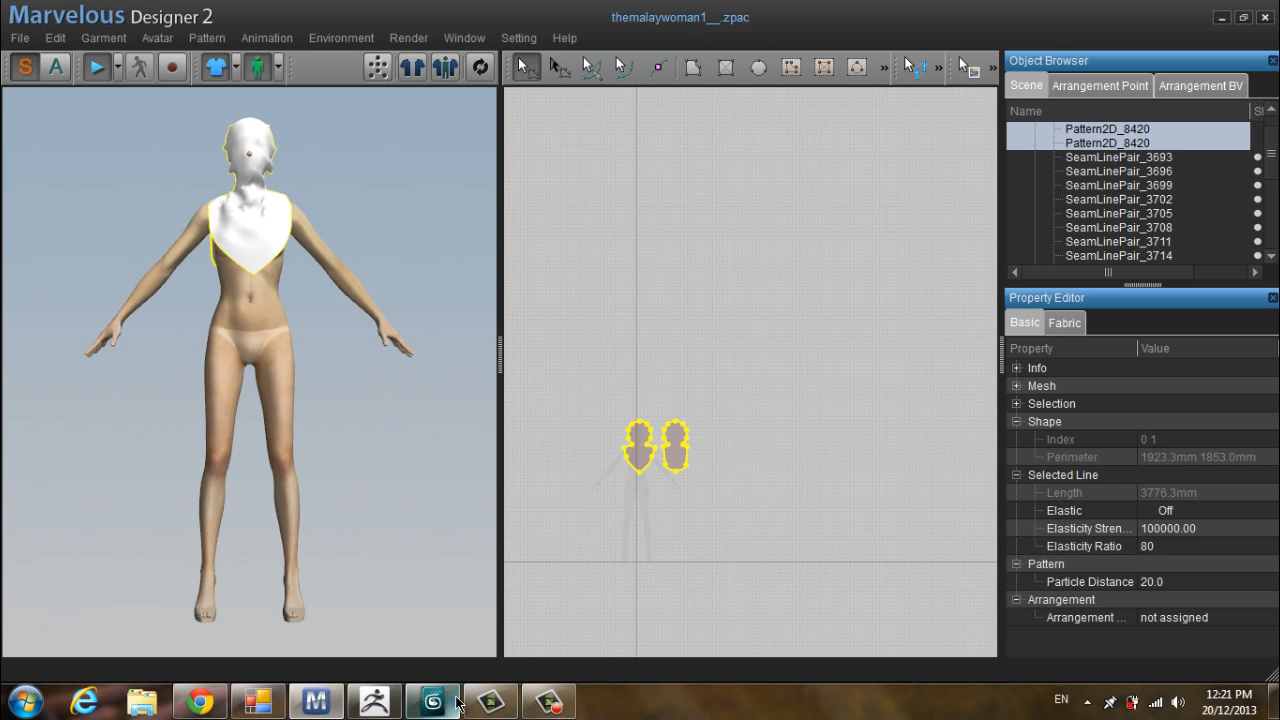 Marvelous Designer 2
themalaywoman1__.zpac
File Edit Garment Avatar Pattern Animation Environment Render Window Setting Help
S A
Object Browser
Scene Arrangement Point Arrangement BV
Name
Pattern2D_8420
Pattern2D_8420
SeamLinePair_3693
SeamLinePair_3696
SeamLinePair_3699
SeamLinePair_3702
SeamLinePair_3705
SeamLinePair_3708
SeamLinePair_3711
SeamLinePair_3714
Property Editor
Basic Fabric
Property Value
Info
Mesh
Selection
Shape
Index 0 1
Perimeter 1923.3mm 1853.0mm
Selected Line
Length 3776.3mm
Elastic Off
Elasticity Stren... 100000.00
Elasticity Ratio 80
Pattern
Particle Distance 20.0
Arrangement
Arrangement ... not assigned
M
EN
12:21 PM
20/12/2013